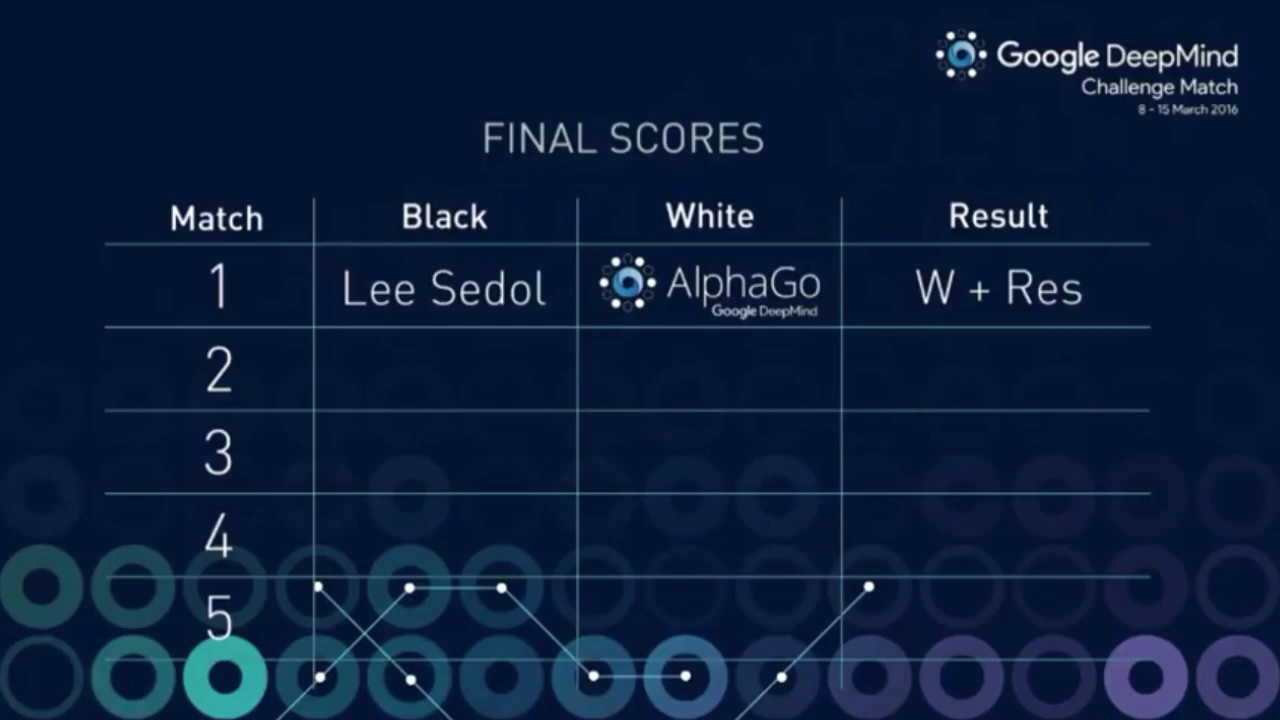 Google DeepMind
Challenge Match
8 - 15 March 2016
FINAL SCORES
Match Black White Result
1 Lee Sedol AlphaGo W + Res
Google DeepMind
2
3
4
5